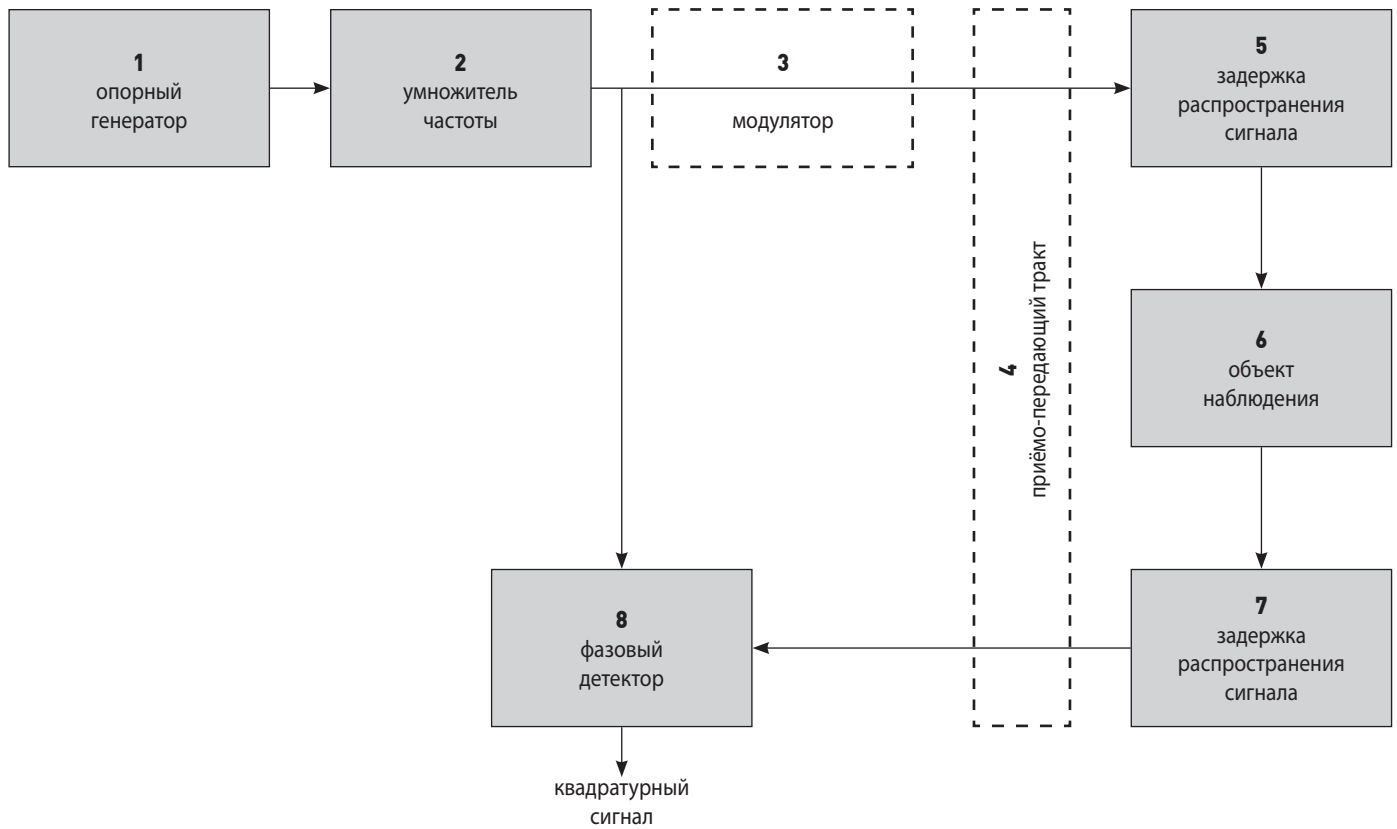 1
опорный
генератор
2
умножитель
частоты
3
модулятор
5
задержка
распространения
сигнала
4
приёмо-передающий тракт
6
объект
наблюдения
8
фазовый
детектор
7
задержка
распространения
сигнала
квадратурный
сигнал